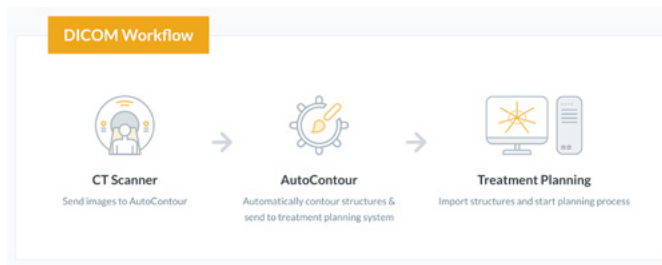 DICOM Workflow
CT Scanner
Send images to AutoContour
AutoContour
Automatically contour structures &
send to treatment planning system
Treatment Planning
Import structures and start planning process